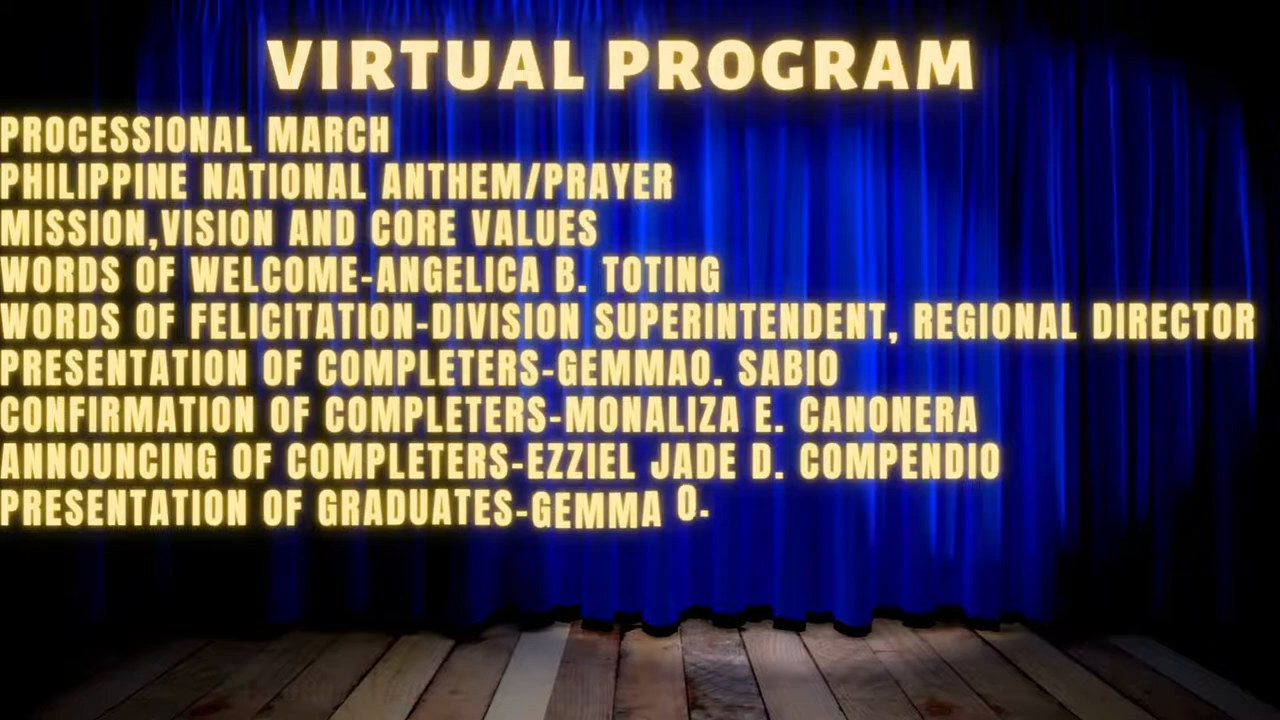 VIRTUAL PROGRAM
PROCESSIONAL MARCH
PHILIPPINE NATIONAL ANTHEM/PRAYER
MISSION,VISION AND CORE VALUES
WORDS OF WELCOME-ANGELICA B. TOTING
WORDS OF FELICITATION-DIVISION SUPERINTENDENT, REGIONAL DIRECTOR
PRESENTATION OF COMPLETERS-GEMMAO. SABIO
CONFIRMATION OF COMPLETERS-MONALIZA E. CANONERA
ANNOUNCING OF COMPLETERS-EZZIEL JADE D. COMPENDIO
PRESENTATION OF GRADUATES-GEMMA O.